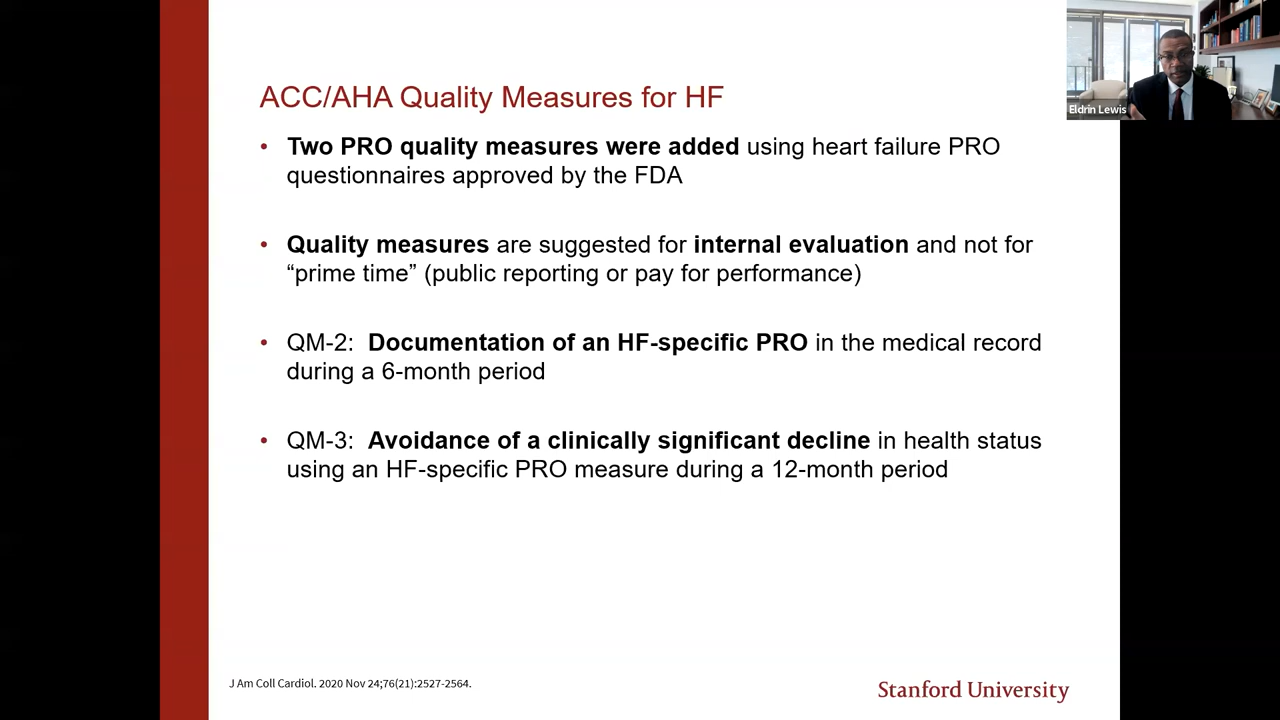 Eldrin Lewis
ACC/AHA Quality Measures for HF
• Two PRO quality measures were added using heart failure PRO
questionnaires approved by the FDA
• Quality measures are suggested for internal evaluation and not for
“prime time” (public reporting or pay for performance)
• QM-2:  Documentation of an HF-specific PRO in the medical record
during a 6-month period
• QM-3:  Avoidance of a clinically significant decline in health status
using an HF-specific PRO measure during a 12-month period
J Am Coll Cardiol. 2020 Nov 24;76(21):2527-2564.
Stanford University